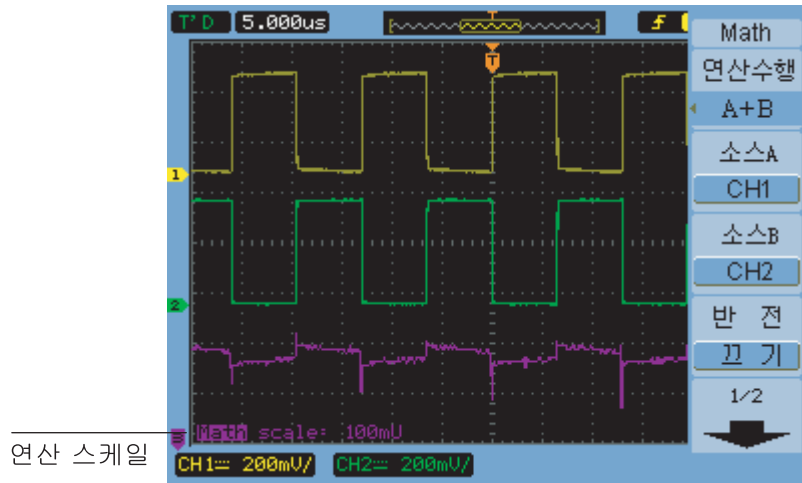 T'D 5.000us T f
Math
연산수행
A+B
T
소스A
CH1
1
소스B
CH2
2
반 전
끄 기
1/2
Math scale: 100mU
연산 스케일
CH1 200mV/ CH2 200mV/